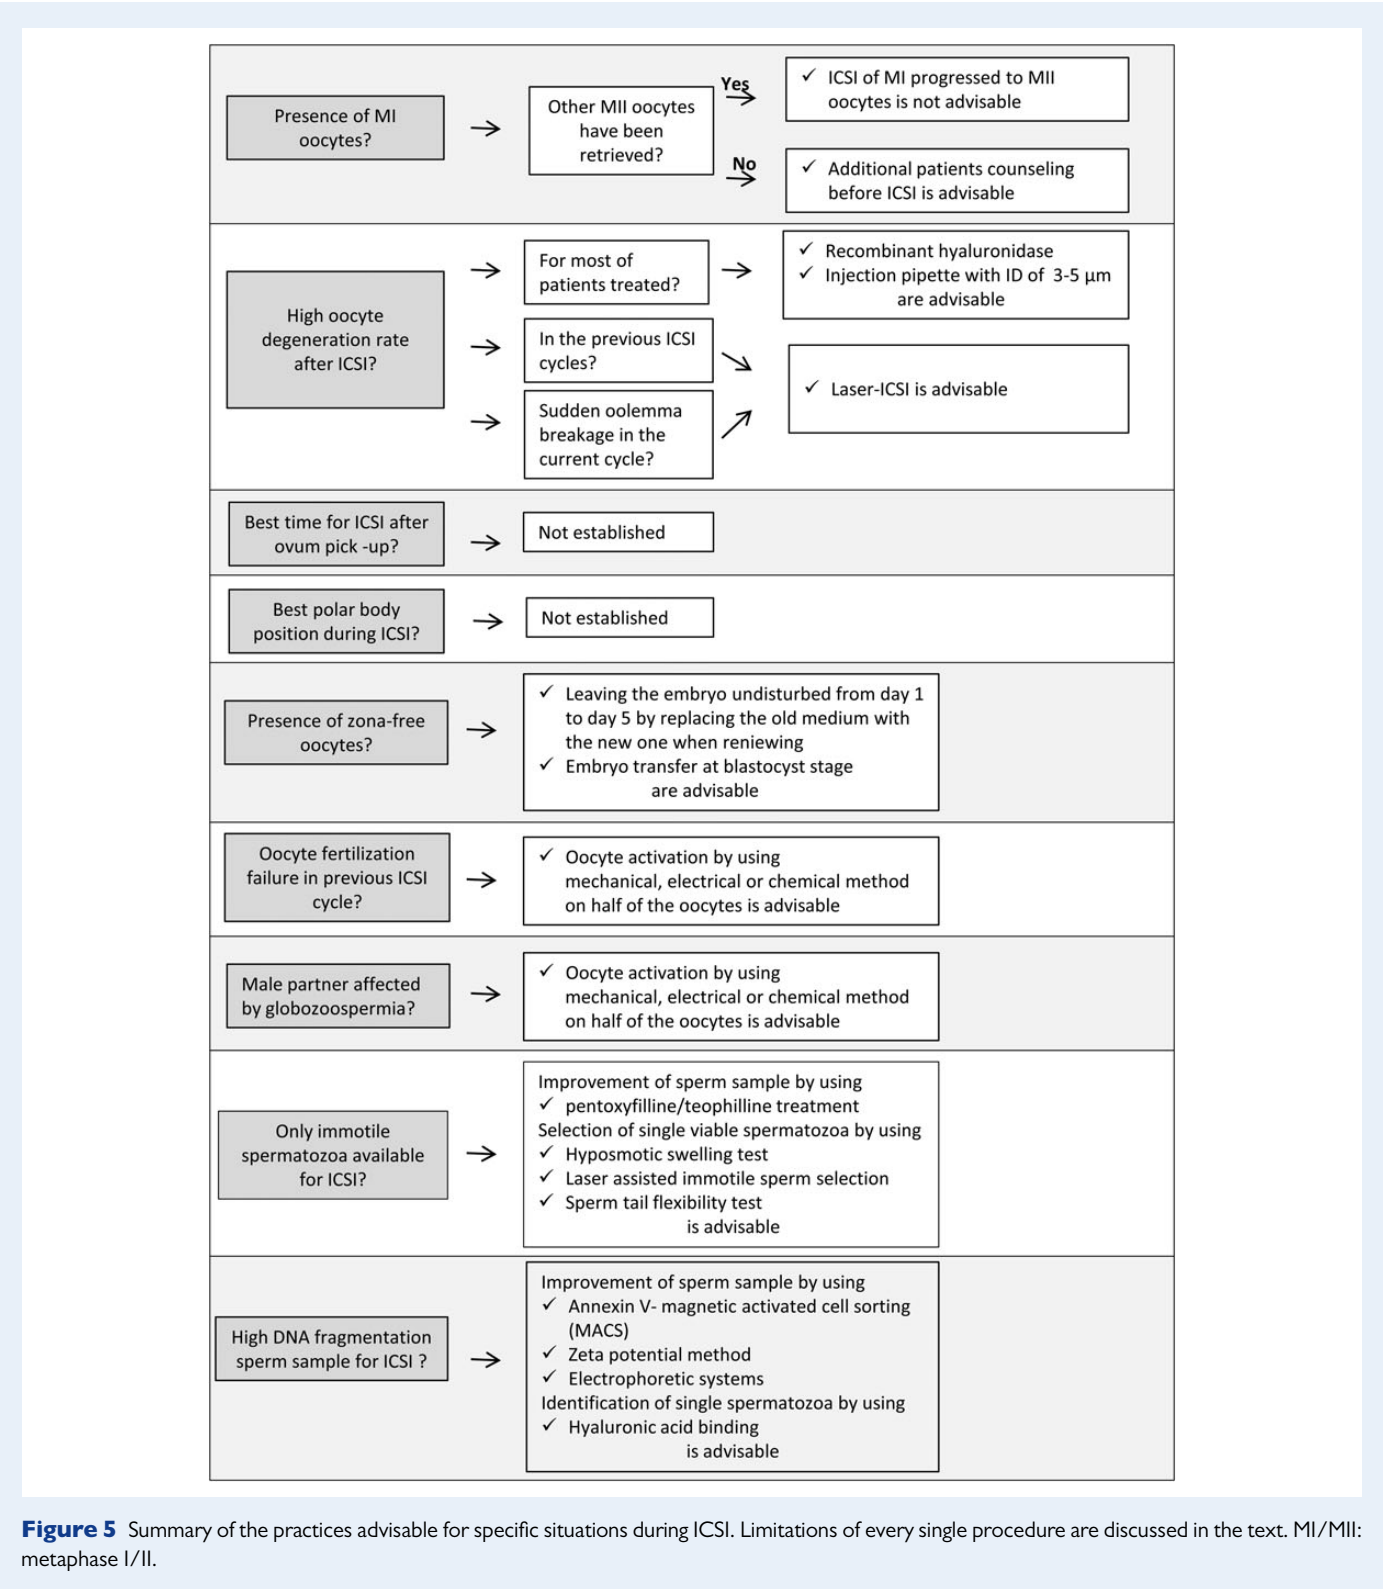 Presence of MI
oocytes?
Other MII oocytes
have been
retrieved?
Yes
✓ ICSI of MI progressed to MII
oocytes is not advisable
No
✓ Additional patients counseling
before ICSI is advisable
High oocyte
degeneration rate
after ICSI?
For most of
patients treated?
✓ Recombinant hyaluronidase
✓ Injection pipette with ID of 3-5 µm
are advisable
In the previous ICSI
cycles?
Sudden oolemma
breakage in the
current cycle?
✓ Laser-ICSI is advisable
Best time for ICSI after
ovum pick -up?
Not established
Best polar body
position during ICSI?
Not established
Presence of zona-free
oocytes?
✓ Leaving the embryo undisturbed from day 1
to day 5 by replacing the old medium with
the new one when reniewing
✓ Embryo transfer at blastocyst stage
are advisable
Oocyte fertilization
failure in previous ICSI
cycle?
✓ Oocyte activation by using
mechanical, electrical or chemical method
on half of the oocytes is advisable
Male partner affected
by globozoospermia?
✓ Oocyte activation by using
mechanical, electrical or chemical method
on half of the oocytes is advisable
Only immotile
spermatozoa available
for ICSI?
Improvement of sperm sample by using
✓ pentoxyfilline/teophilline treatment
Selection of single viable spermatozoa by using
✓ Hyposmotic swelling test
✓ Laser assisted immotile sperm selection
✓ Sperm tail flexibility test
is advisable
High DNA fragmentation
sperm sample for ICSI ?
Improvement of sperm sample by using
✓ Annexin V- magnetic activated cell sorting
(MACS)
✓ Zeta potential method
✓ Electrophoretic systems
Identification of single spermatozoa by using
✓ Hyaluronic acid binding
is advisable
Figure 5 Summary of the practices advisable for specific situations during ICSI. Limitations of every single procedure are discussed in the text. MI/MII:
metaphase I/II.